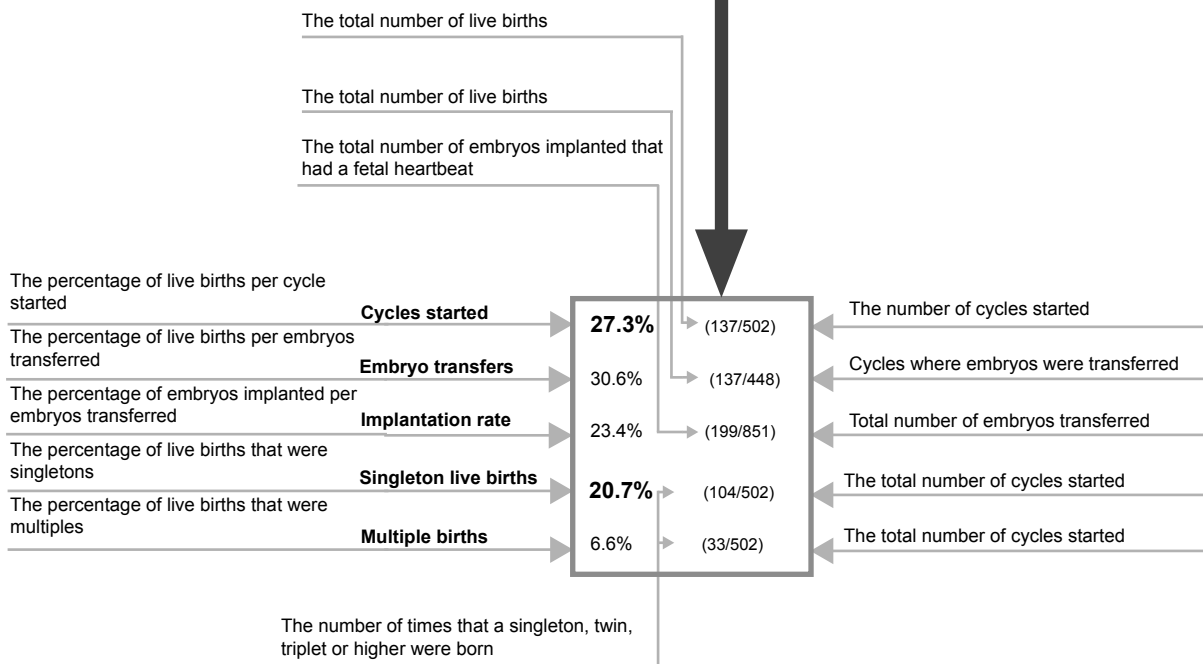 The total number of live births
The total number of live births
The total number of embryos implanted that
had a fetal heartbeat
The percentage of live births per cycle
started
Cycles started
27.3%
(137/502)
The number of cycles started
The percentage of live births per embryos
transferred
Embryo transfers
30.6%
(137/448)
Cycles where embryos were transferred
The percentage of embryos implanted per
embryos transferred
Implantation rate
23.4%
(199/851)
Total number of embryos transferred
The percentage of live births that were
singletons
Singleton live births
20.7%
(104/502)
The total number of cycles started
The percentage of live births that were
multiples
Multiple births
6.6%
(33/502)
The total number of cycles started
The number of times that a singleton, twin,
triplet or higher were born